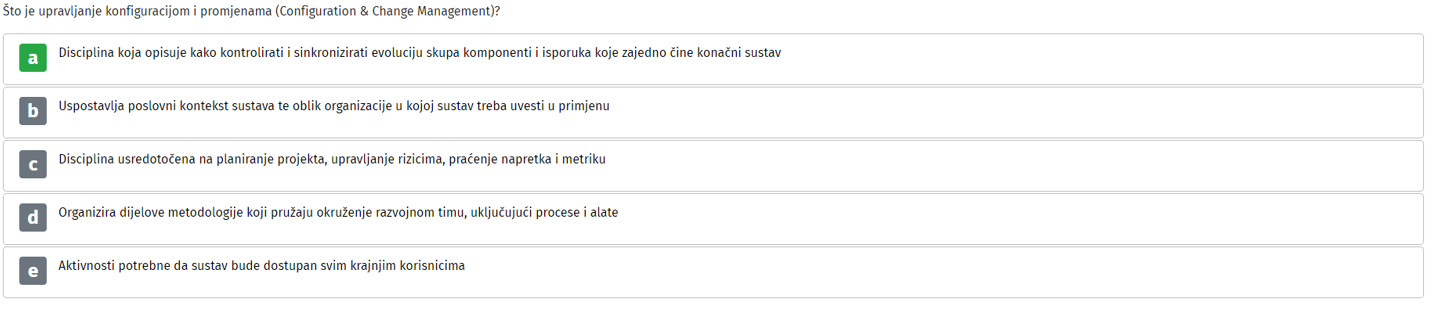 Što je upravljanje konfiguracijom i promjenama (Configuration & Change Management)?
a Disciplina koja opisuje kako kontrolirati i sinkronizirati evoluciju skupa komponenti i isporuka koje zajedno čine konačni sustav
b Uspostavlja poslovni kontekst sustava te oblik organizacije u kojoj sustav treba uvesti u primjenu
c Disciplina usredotočena na planiranje projekta, upravljanje rizicima, praćenje napretka i metriku
d Organizira dijelove metodologije koji pružaju okruženje razvojnom timu, uključujući procese i alate
e Aktivnosti potrebne da sustav bude dostupan svim krajnjim korisnicima